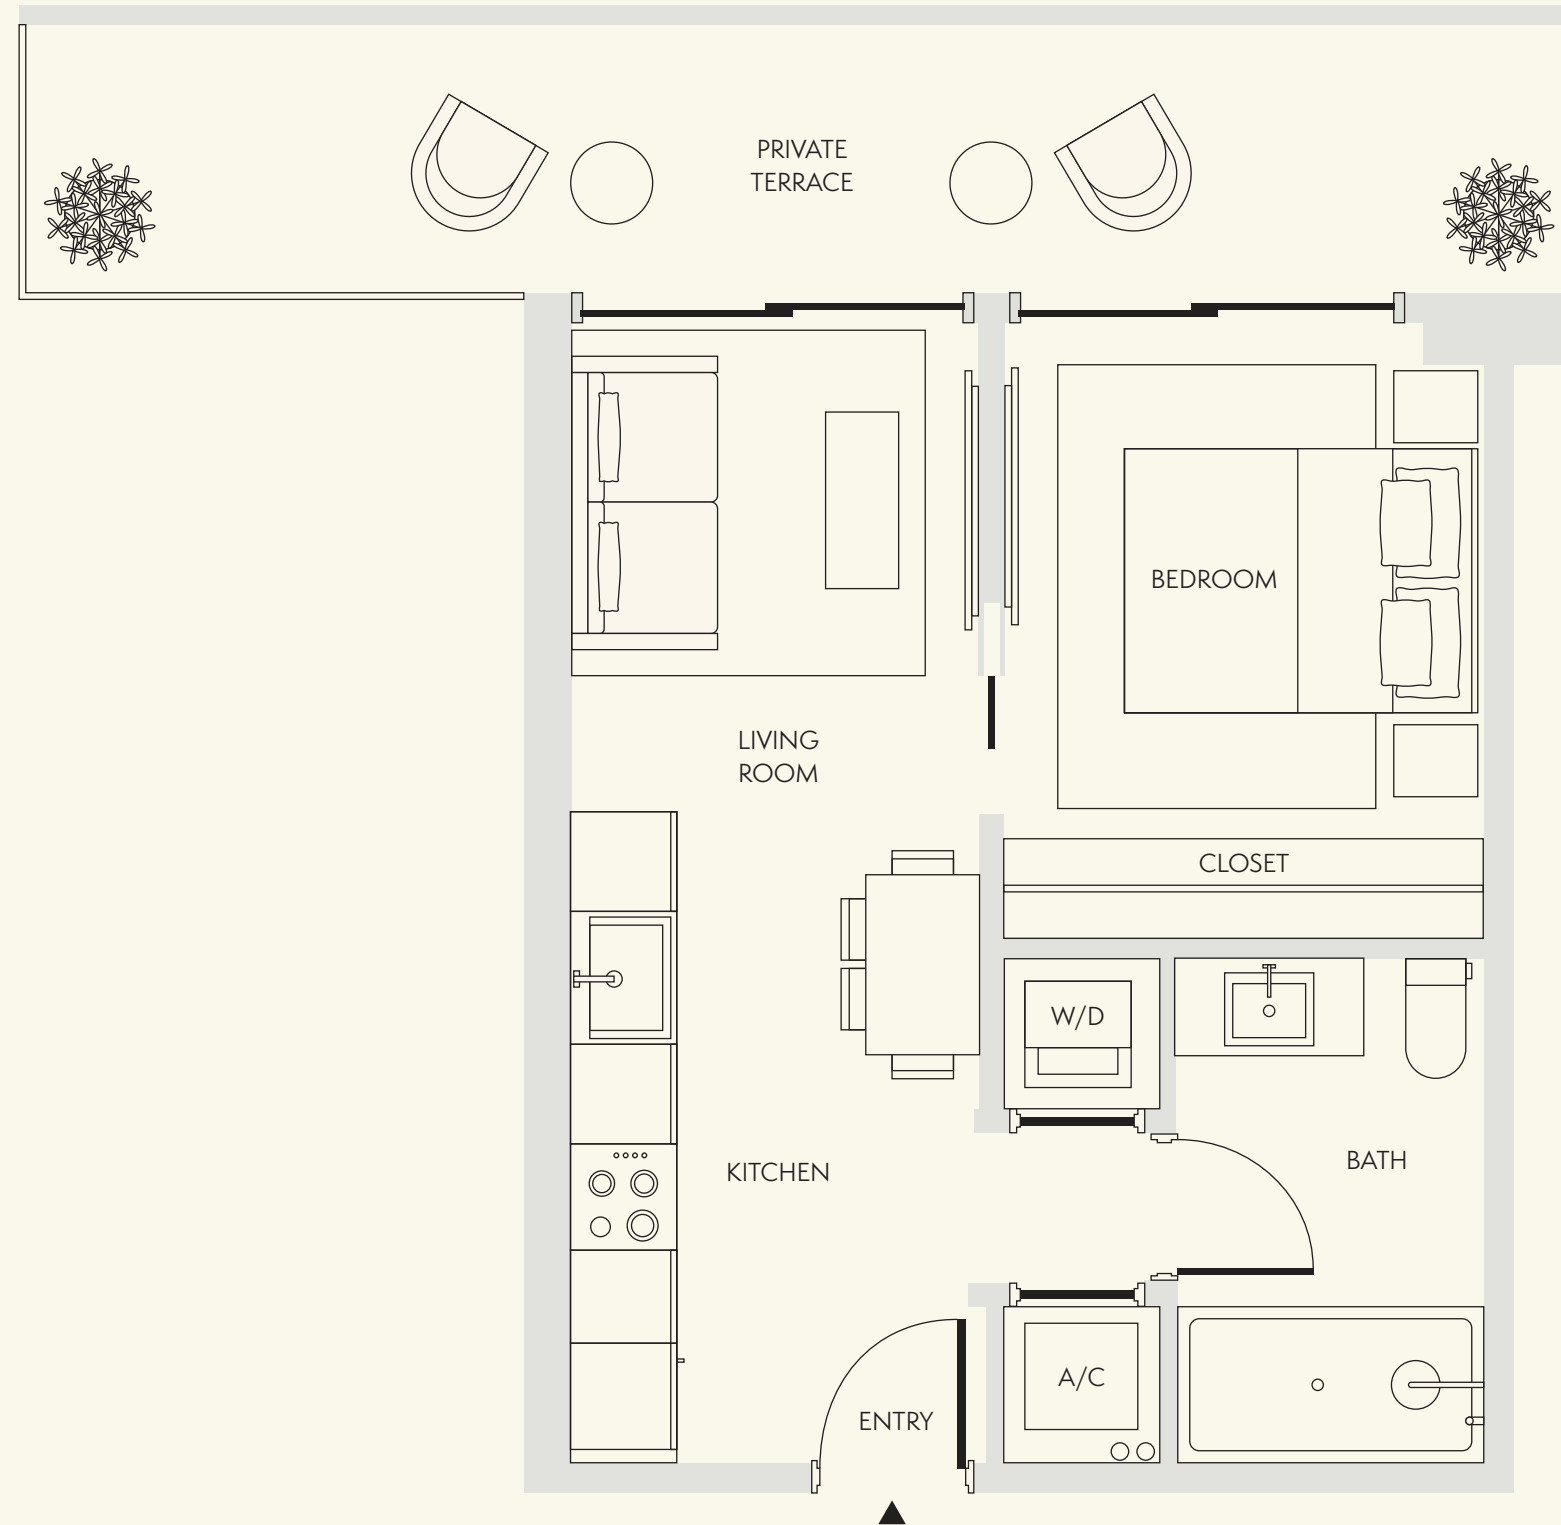 PRIVATE
TERRACE
BEDROOM
LIVING
ROOM
CLOSET
W/D
KITCHEN
BATH
A/C
ENTRY